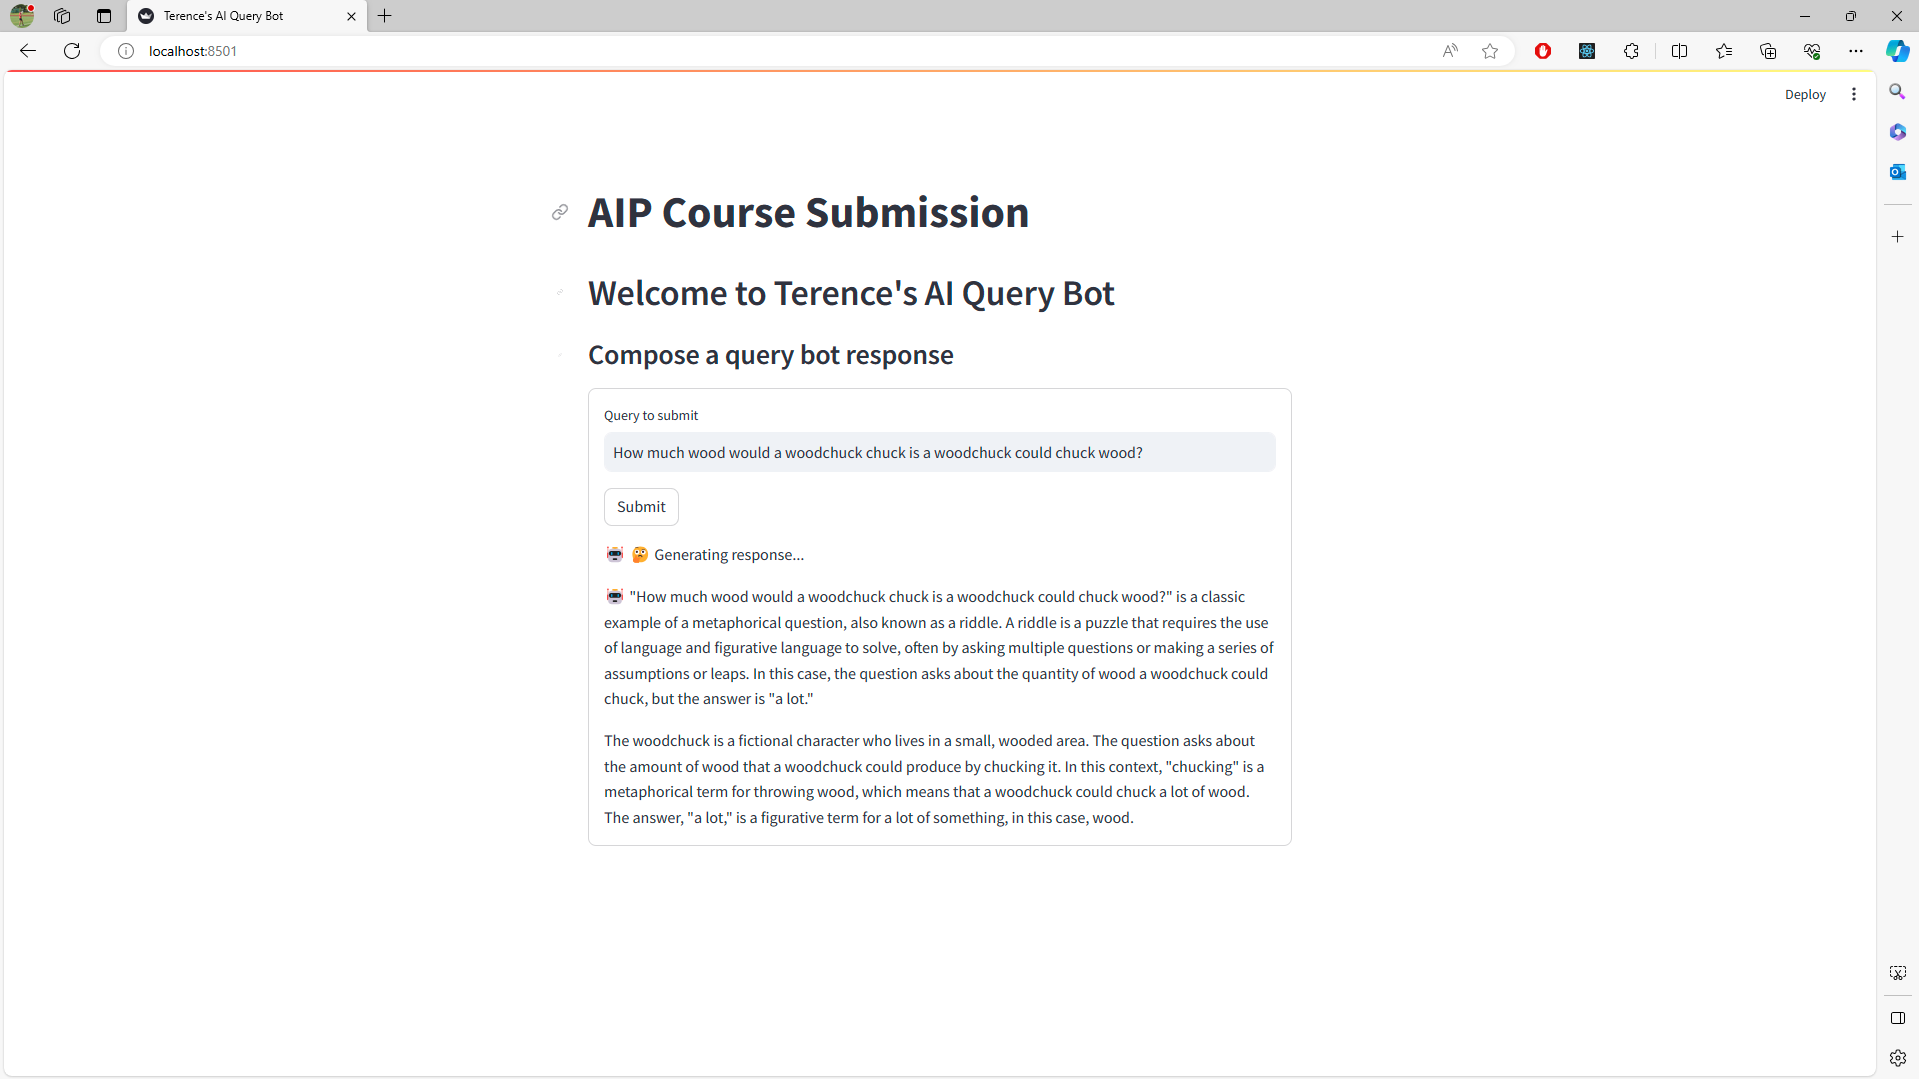 Terence's AI Query Bot
localhost:8501
Deploy
AIP Course Submission
Welcome to Terence's AI Query Bot
Compose a query bot response
Query to submit
How much wood would a woodchuck chuck is a woodchuck could chuck wood?
Submit
🤖 🤔 Generating response...
🤖 "How much wood would a woodchuck chuck is a woodchuck could chuck wood?" is a classic
example of a metaphorical question, also known as a riddle. A riddle is a puzzle that requires the use
of language and figurative language to solve, often by asking multiple questions or making a series of
assumptions or leaps. In this case, the question asks about the quantity of wood a woodchuck could
chuck, but the answer is "a lot."
The woodchuck is a fictional character who lives in a small, wooded area. The question asks about
the amount of wood that a woodchuck could produce by chucking it. In this context, "chucking" is a
metaphorical term for throwing wood, which means that a woodchuck could chuck a lot of wood.
The answer, "a lot," is a figurative term for a lot of something, in this case, wood.